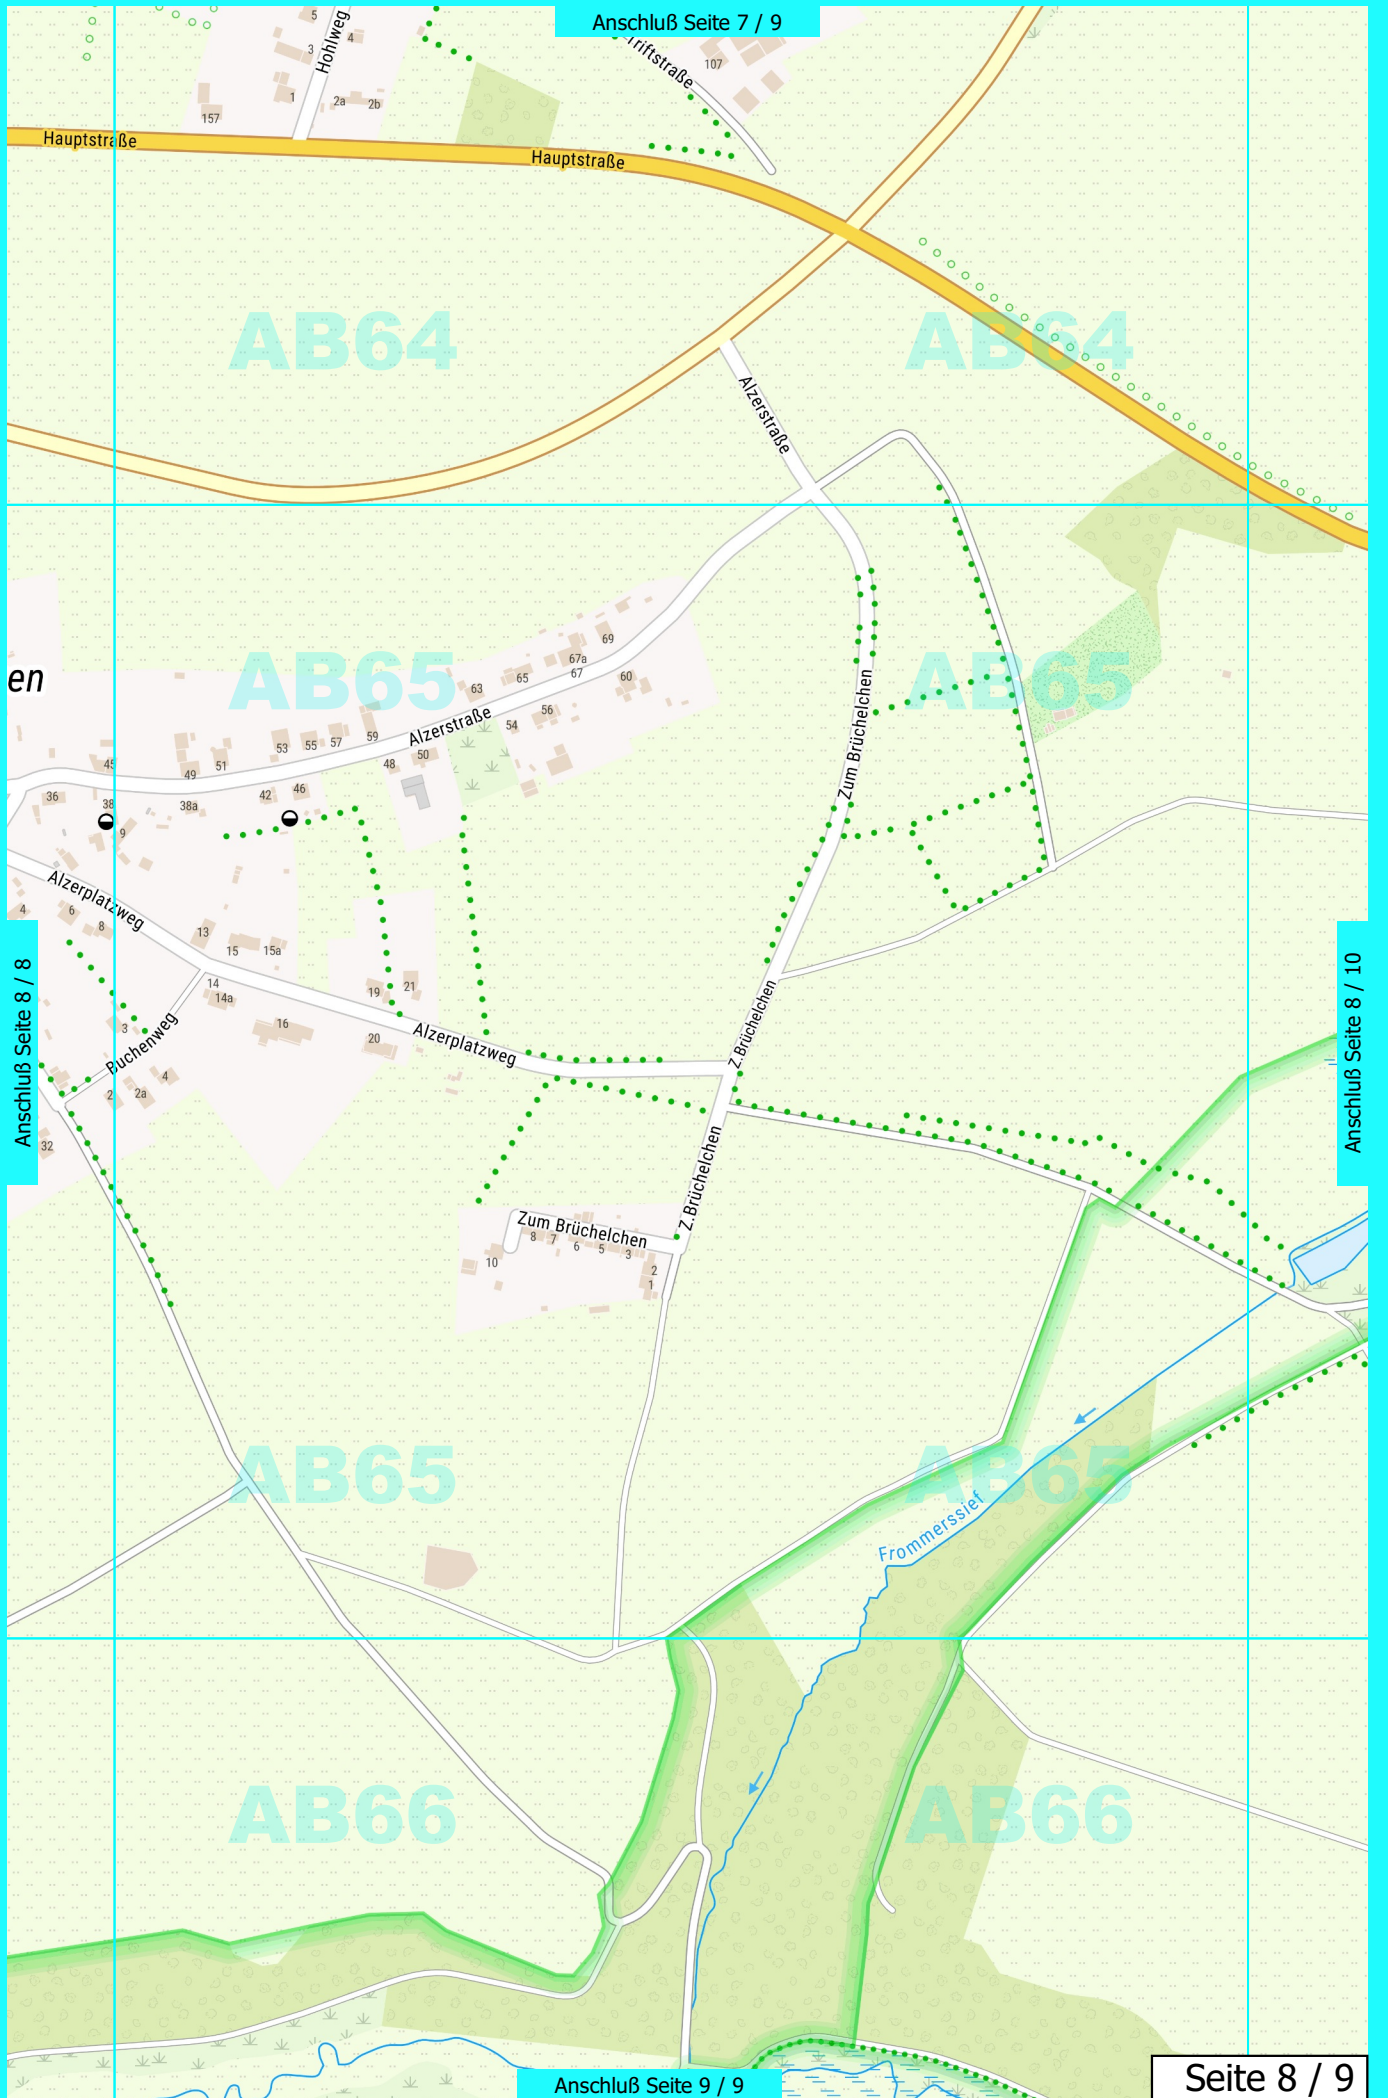 Anschluß Seite 7 / 9
5
3
4
Hohlweg
1
2a
2b
157
Triftstraße
107
Hauptstraße
Hauptstraße
AB64
AB64
Alzerstraße
en
AB65
AB65
69
67a
67
65
63
60
56
54
Zum Brüchelchen
Alzerstraße
59
57
55
53
50
48
51
49
45
46
42
38a
38
36
9
Alzerplatzweg
4
6
8
13
15
15a
14
14a
16
19
21
20
Alzerplatzweg
Z.Brüchelchen
Anschluß Seite 8 / 8
Anschluß Seite 8 / 10
3
Buchenweg
4
2
2a
32
Z.Brüchelchen
Zum Brüchelchen
8
7
6
5
3
10
2
1
AB65
AB65
Frommerssief
AB66
AB66
Anschluß Seite 9 / 9
Seite 8 / 9